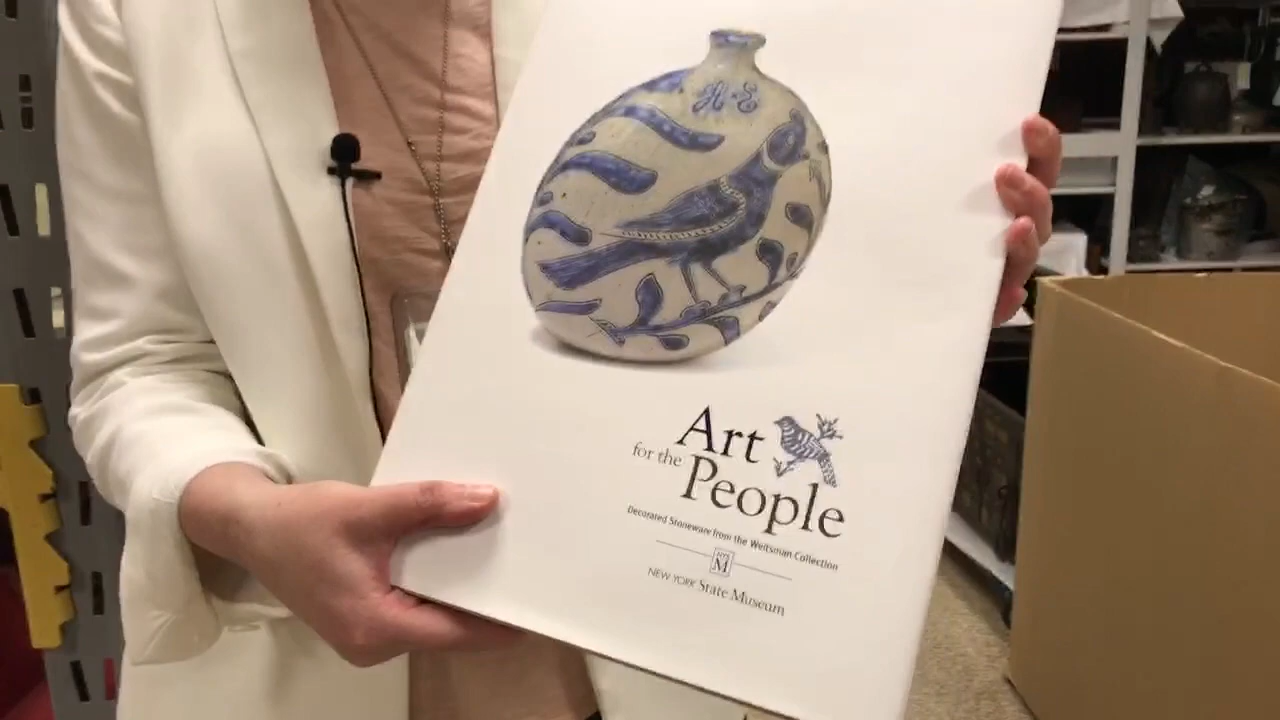 A·E
Art
for the
People
Decorated Stoneware from the Weitsman Collection
NYS
M
NEW YORK State Museum